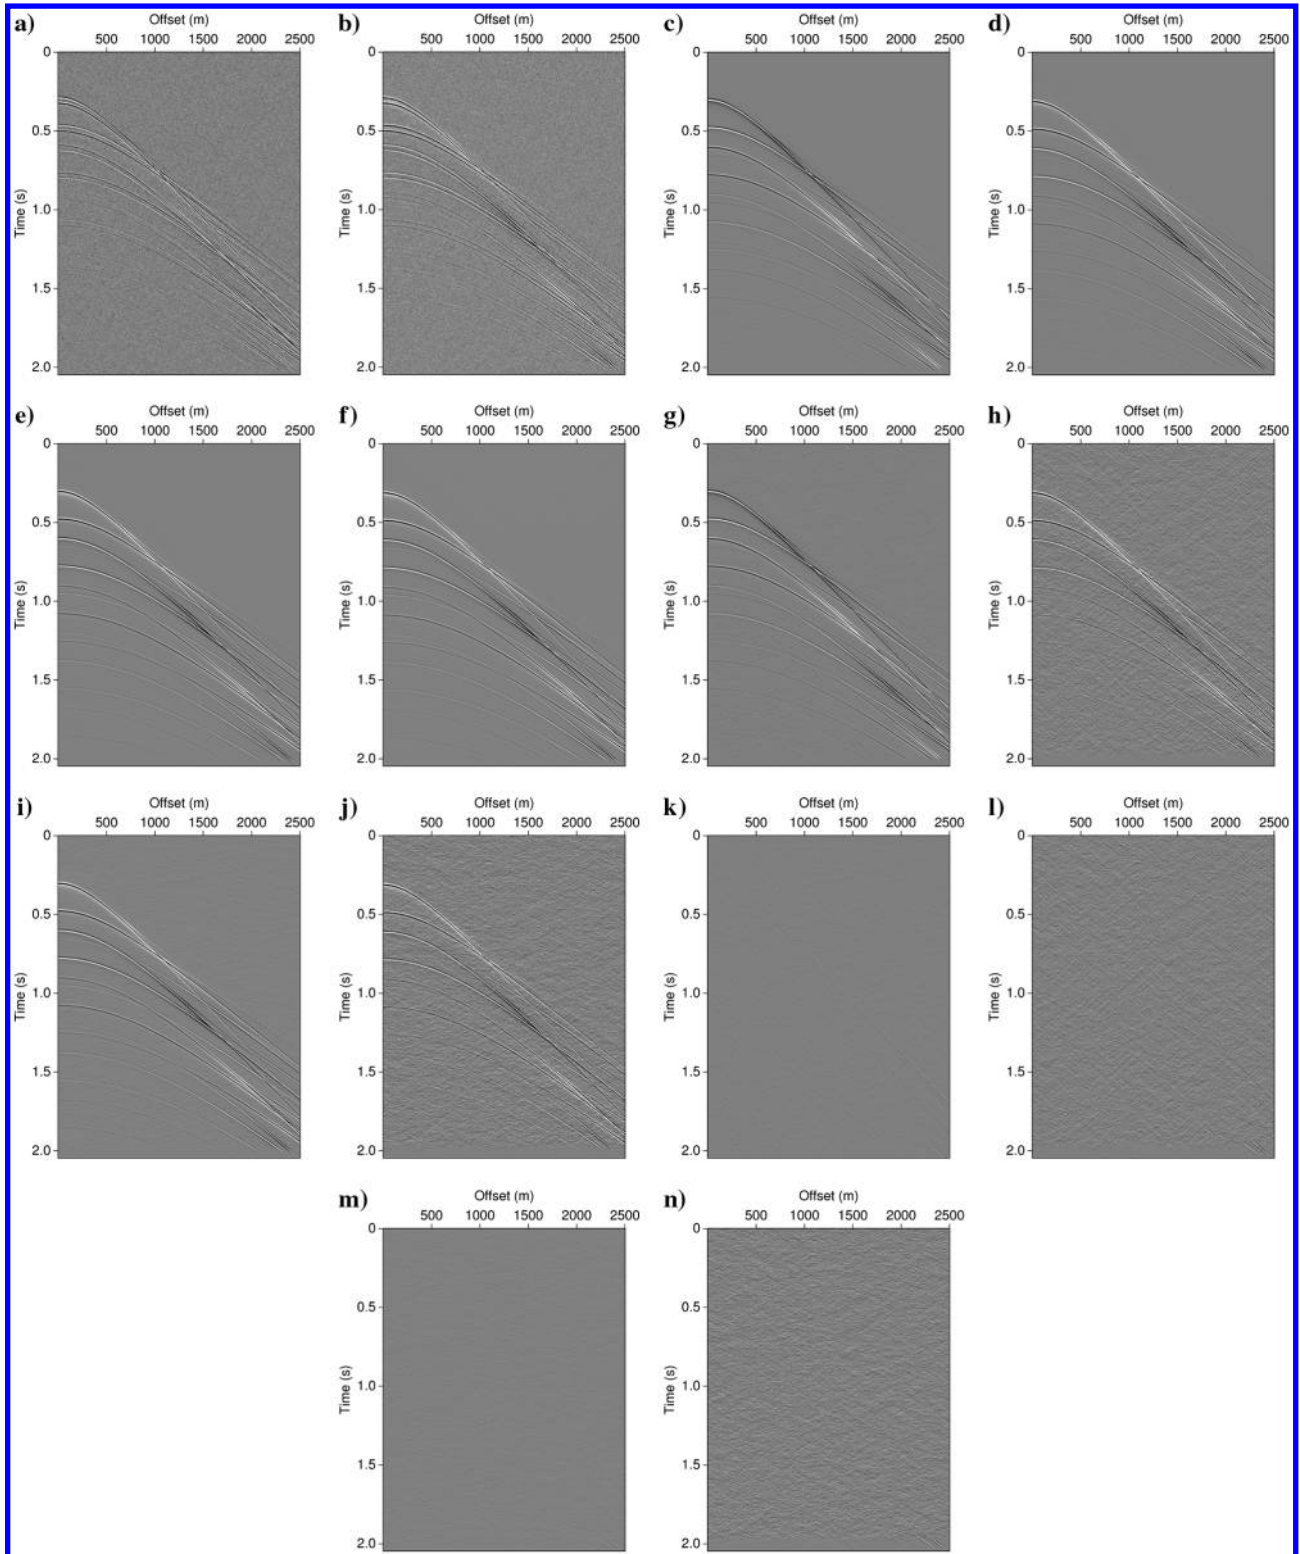 a) b) c) d)
Offset (m) Offset (m) Offset (m) Offset (m)
500 1000 1500 2000 2500 500 1000 1500 2000 2500 500 1000 1500 2000 2500 500 1000 1500 2000 2500
0 0 0 0
0.5 0.5 0.5 0.5
Time (s) Time (s) Time (s) Time (s)
1.0 1.0 1.0 1.0
1.5 1.5 1.5 1.5
2.0 2.0 2.0 2.0
e) f) g) h)
Offset (m) Offset (m) Offset (m) Offset (m)
500 1000 1500 2000 2500 500 1000 1500 2000 2500 500 1000 1500 2000 2500 500 1000 1500 2000 2500
0 0 0 0
0.5 0.5 0.5 0.5
Time (s) Time (s) Time (s) Time (s)
1.0 1.0 1.0 1.0
1.5 1.5 1.5 1.5
2.0 2.0 2.0 2.0
i) j) k) l)
Offset (m) Offset (m) Offset (m) Offset (m)
500 1000 1500 2000 2500 500 1000 1500 2000 2500 500 1000 1500 2000 2500 500 1000 1500 2000 2500
0 0 0 0
0.5 0.5 0.5 0.5
Time (s) Time (s) Time (s) Time (s)
1.0 1.0 1.0 1.0
1.5 1.5 1.5 1.5
2.0 2.0 2.0 2.0
m) n)
Offset (m) Offset (m)
500 1000 1500 2000 2500 500 1000 1500 2000 2500
0 0
0.5 0.5
Time (s) Time (s)
1.0 1.0
1.5 1.5
2.0 2.0